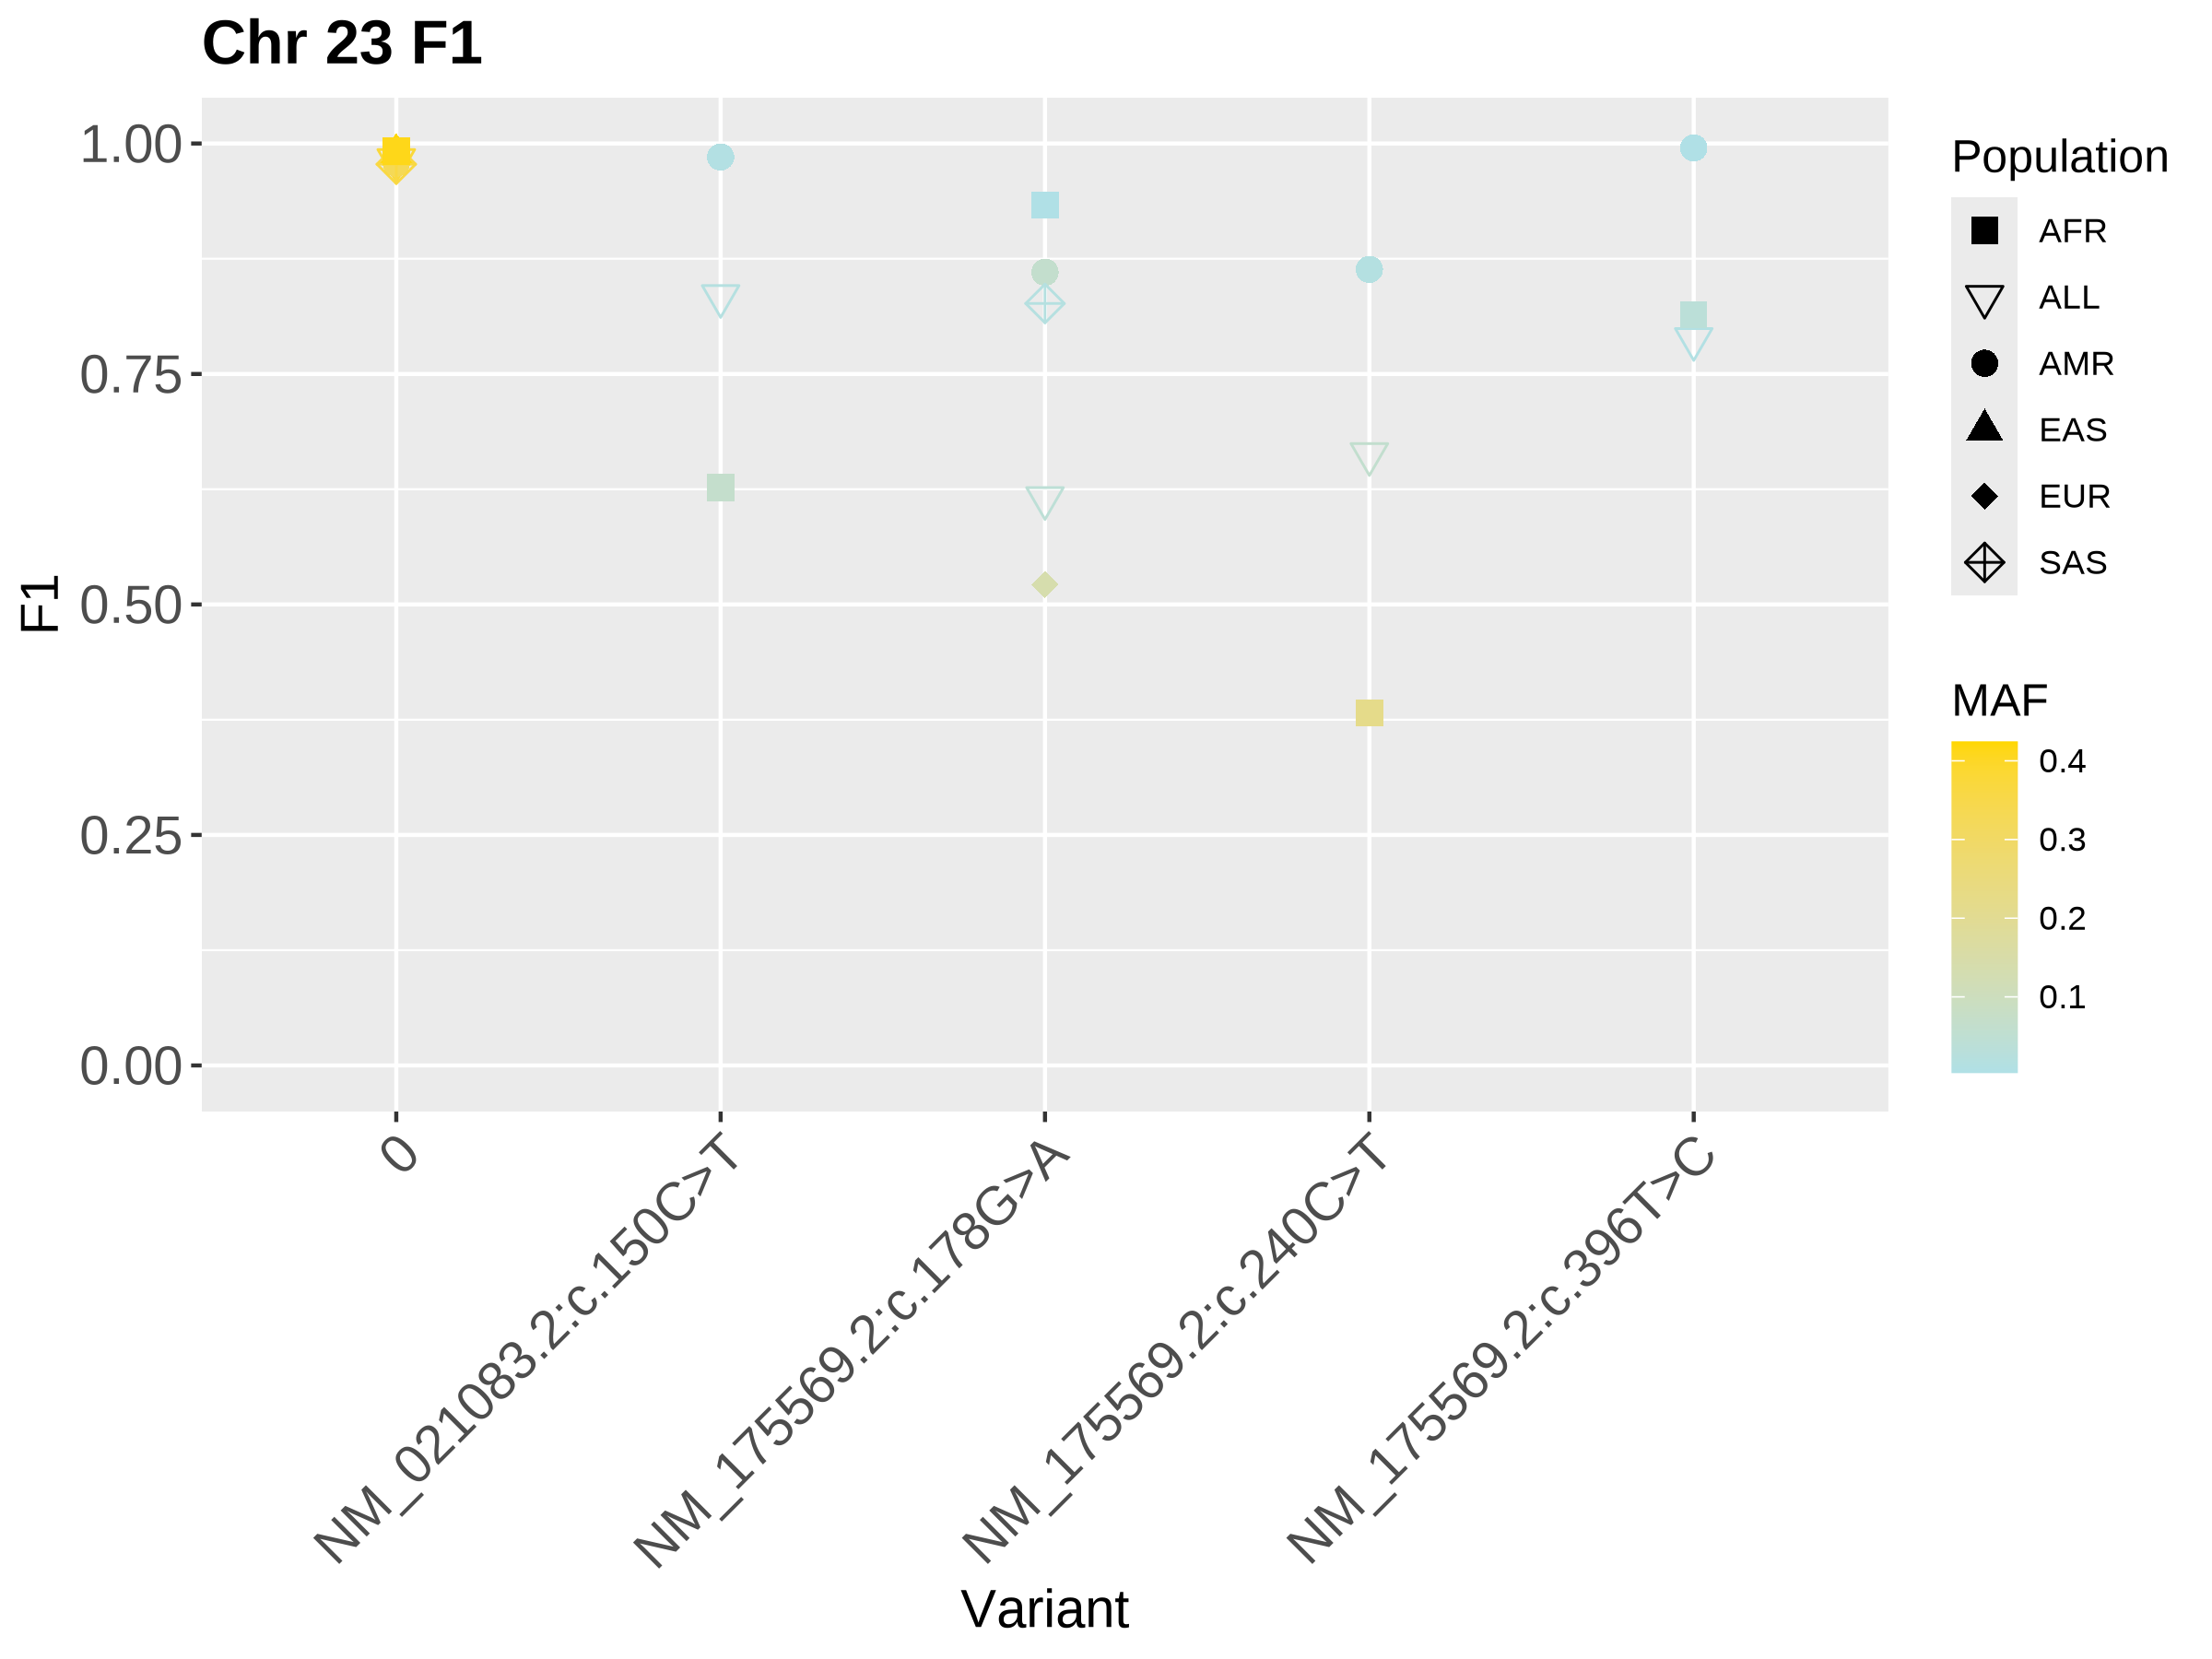 Chr 23 F1
1.00
0.75
0.50
0.25
0.00
F1
0
NM_021083.2:c.150C>T
NM_175569.2:c.178G>A
NM_175569.2:c.240C>T
NM_175569.2:c.396T>C
Variant
Population
AFR
ALL
AMR
EAS
EUR
SAS
MAF
0.4
0.3
0.2
0.1